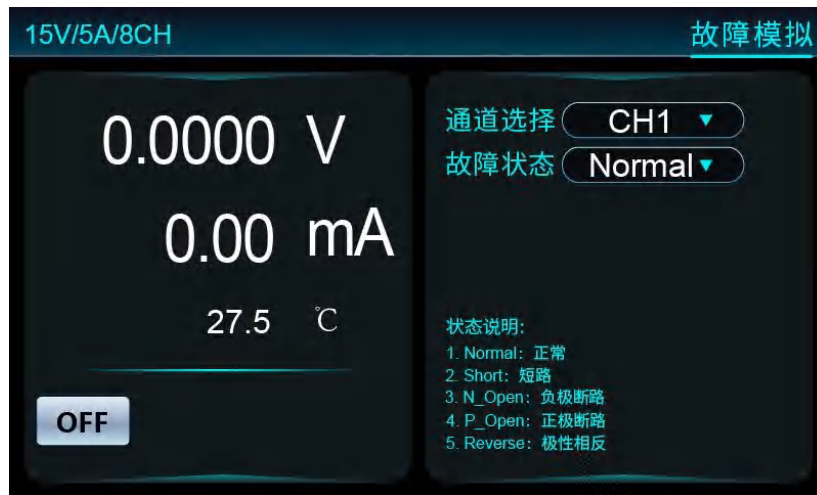 15V/5A/8CH
故障模拟
0.0000 V
0.00 mA
27.5 ℃
OFF
通道选择 CH1
故障状态 Normal
状态说明:
1. Normal：正常
2. Short：短路
3. N_Open：负极断路
4. P_Open：正极断路
5. Reverse：极性相反